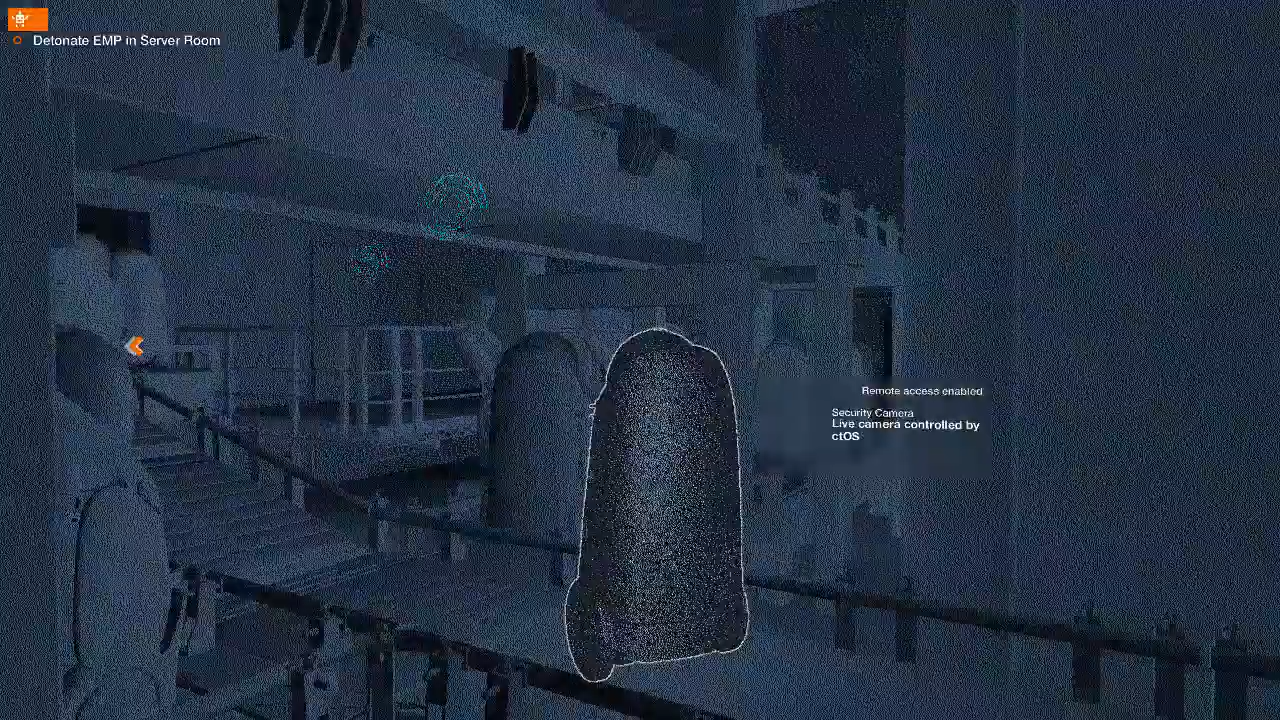 Detonate EMP in Server Room
Remote access enabled
Security Camera
Live camera controlled by
ctOS